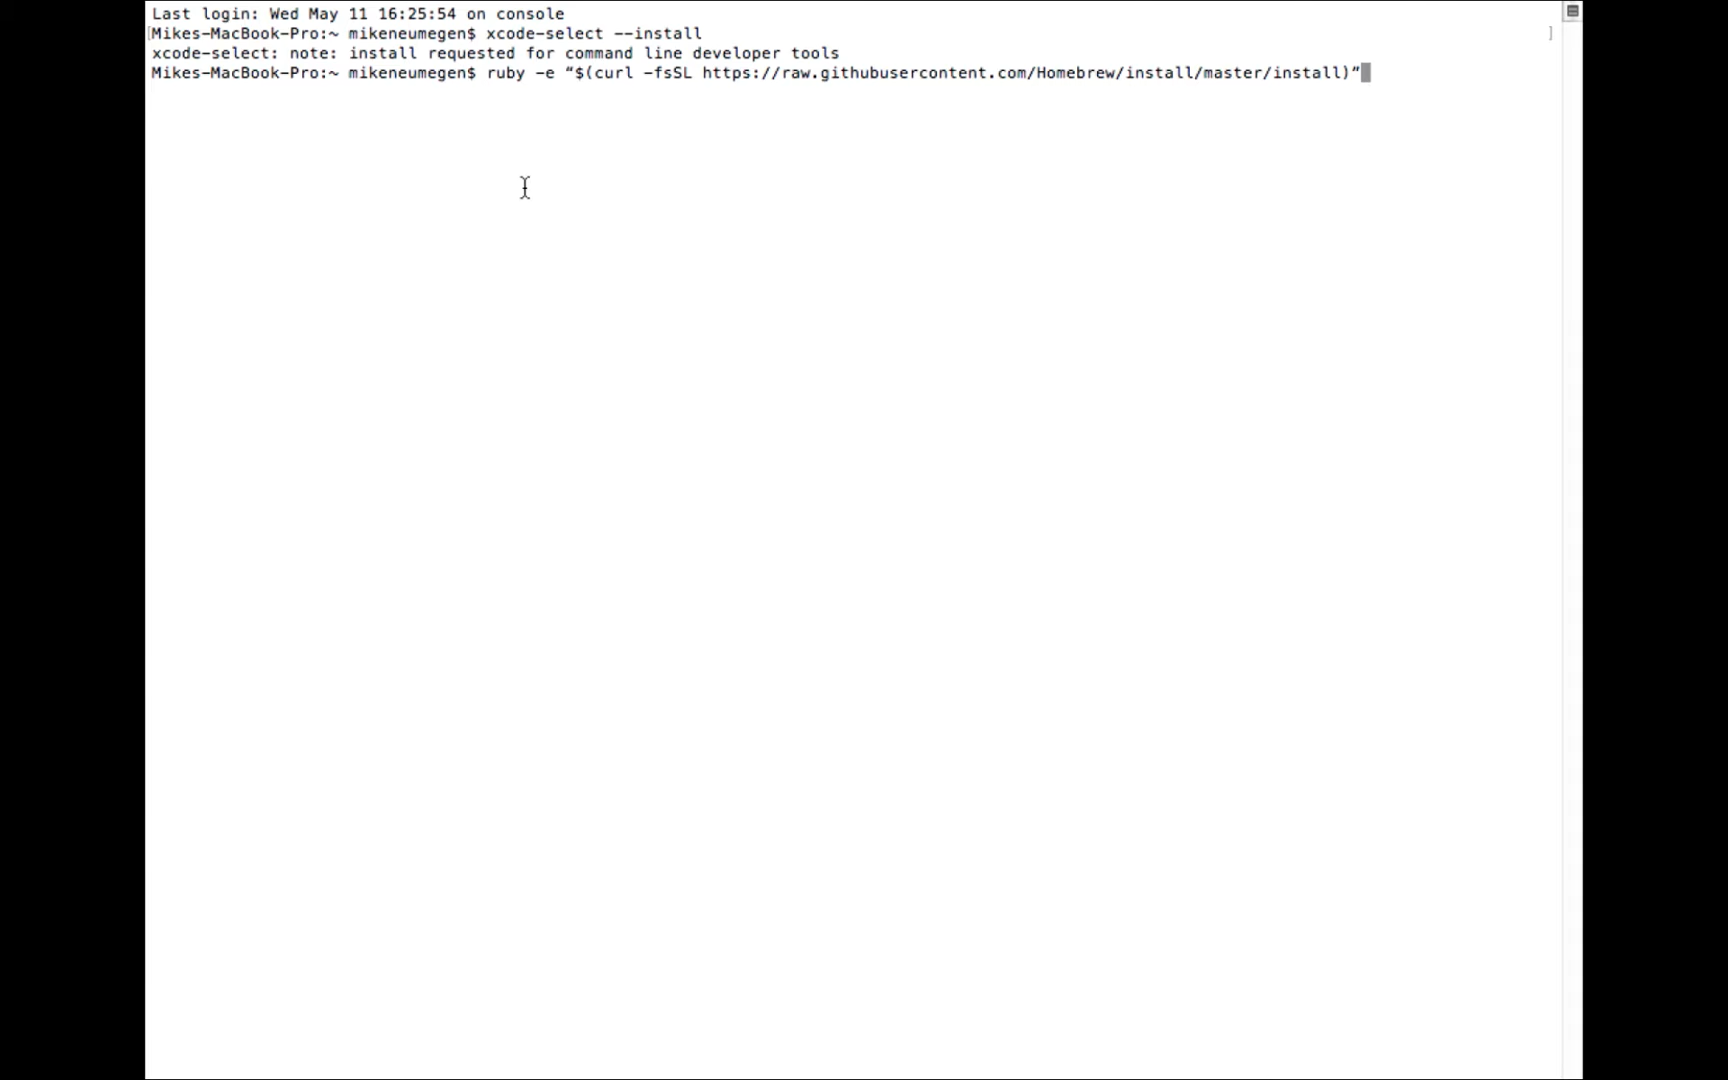 Last login: Wed May 11 16:25:54 on console
[Mikes-MacBook-Pro:~ mikeneumegen$ xcode-select --install ]
xcode-select: note: install requested for command line developer tools
Mikes-MacBook-Pro:~ mikeneumegen$ ruby -e “$(curl -fsSL https://raw.githubusercontent.com/Homebrew/install/master/install)”